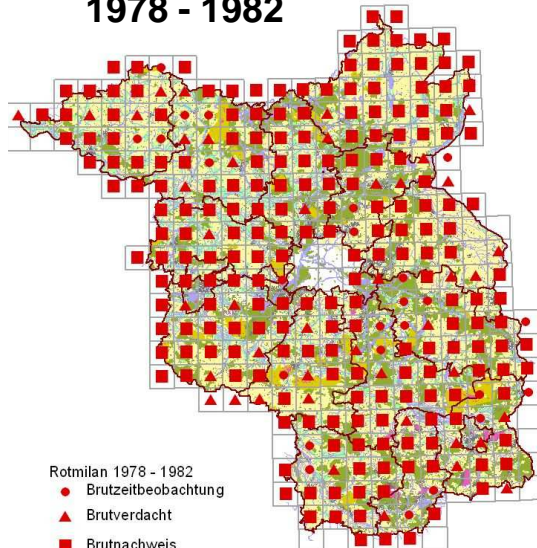 1978 - 1982
Rotmilan 1978 - 1982
Brutzeitbeobachtung
Brutverdacht
Brutnachweis